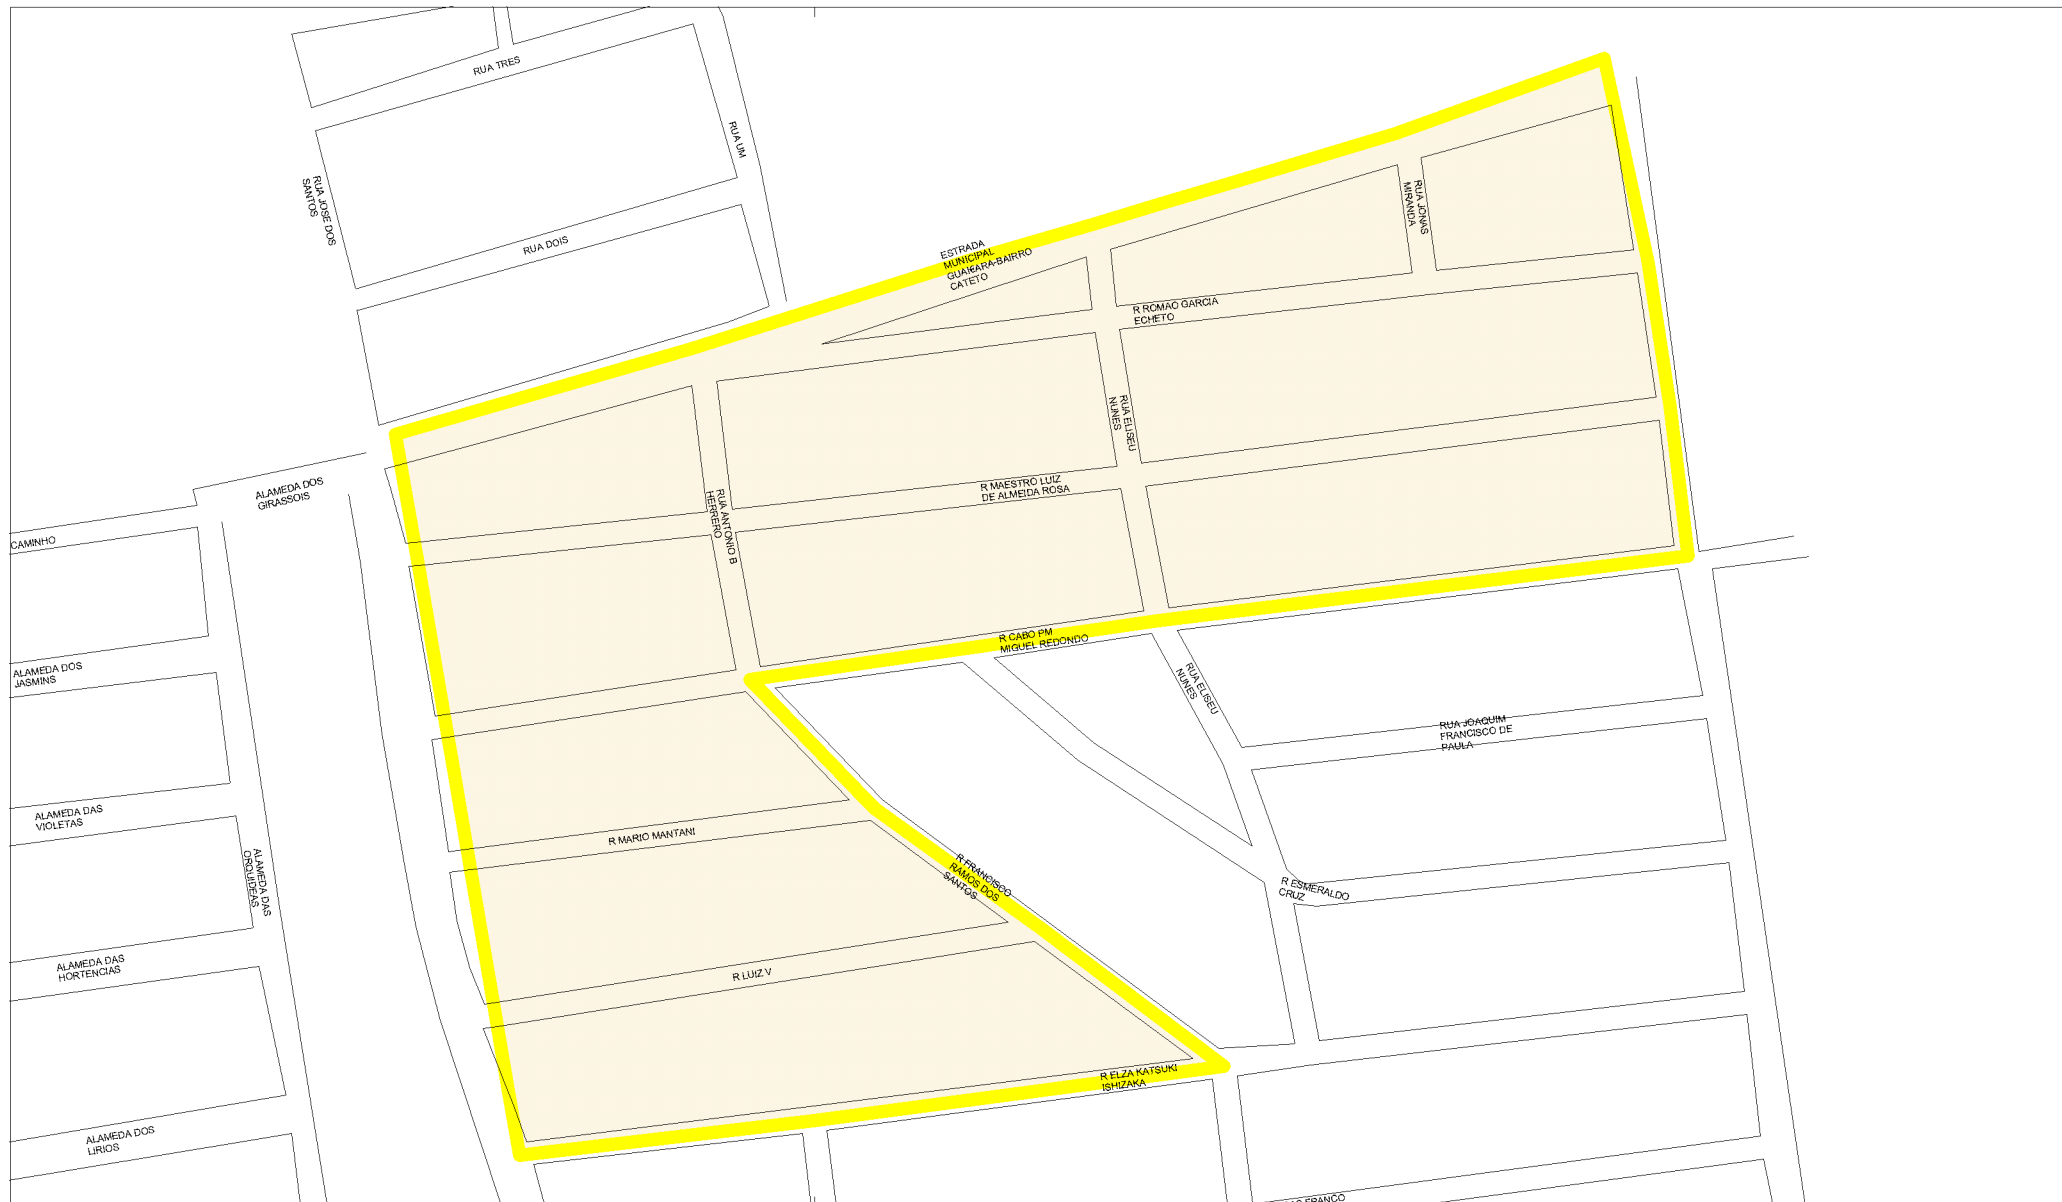 RUA TRES
RUA UM
RUA JOSE DOS
SANTOS
RUA DOIS
RUA JONAS
MIRANDA
ESTRADA
MUNICIPAL
GUAICARA-BAIRRO
CATETO
R ROMAO GARCIA
ECHETO
RUA ELISEU
NUNES
ALAMEDA DOS
GIRASSOIS
R MAESTRO LUIZ
DE ALMEIDA ROSA
RUA ANTONIO B
HERRERO
CAMINHO
R CABO PM
MIGUEL REDONDO
ALAMEDA DOS
JASMINS
RUA ELISEU
NUNES
RUA JOAQUIM
FRANCISCO DE
PAULA
ALAMEDA DAS
VIOLETAS
R MARIO MANTANI
ALAMEDA DAS
ORQUIDEAS
R FRANCISCO
RAMOS DOS
SANTOS
R ESMERALDO
CRUZ
ALAMEDA DAS
HORTENCIAS
R LUIZ V
R ELZA KATSUKI
ISHIZAKA
ALAMEDA DOS
LIRIOS
FRANCO